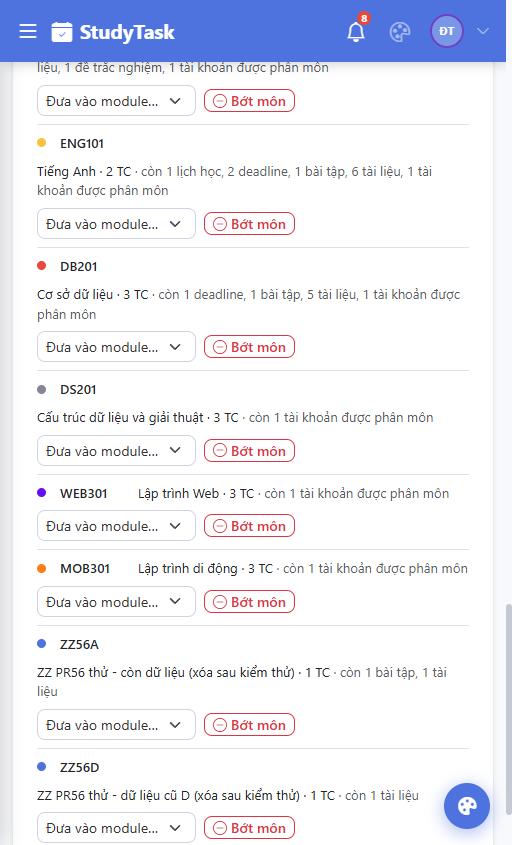 StudyTask
8
ĐT
liệu, 1 đề trắc nghiệm, 1 tài khoản được phân môn
Đưa vào module... Bớt môn
ENG101
Tiếng Anh · 2 TC · còn 1 lịch học, 2 deadline, 1 bài tập, 6 tài liệu, 1 tài
khoản được phân môn
Đưa vào module... Bớt môn
DB201
Cơ sở dữ liệu · 3 TC · còn 1 deadline, 1 bài tập, 5 tài liệu, 1 tài khoản được
phân môn
Đưa vào module... Bớt môn
DS201
Cấu trúc dữ liệu và giải thuật · 3 TC · còn 1 tài khoản được phân môn
Đưa vào module... Bớt môn
WEB301 Lập trình Web · 3 TC · còn 1 tài khoản được phân môn
Đưa vào module... Bớt môn
MOB301 Lập trình di động · 3 TC · còn 1 tài khoản được phân môn
Đưa vào module... Bớt môn
ZZ56A
ZZ PR56 thử - còn dữ liệu (xóa sau kiểm thử) · 1 TC · còn 1 bài tập, 1 tài
liệu
Đưa vào module... Bớt môn
ZZ56D
ZZ PR56 thử - dữ liệu cũ D (xóa sau kiểm thử) · 1 TC · còn 1 tài liệu
Đưa vào module... Bớt môn